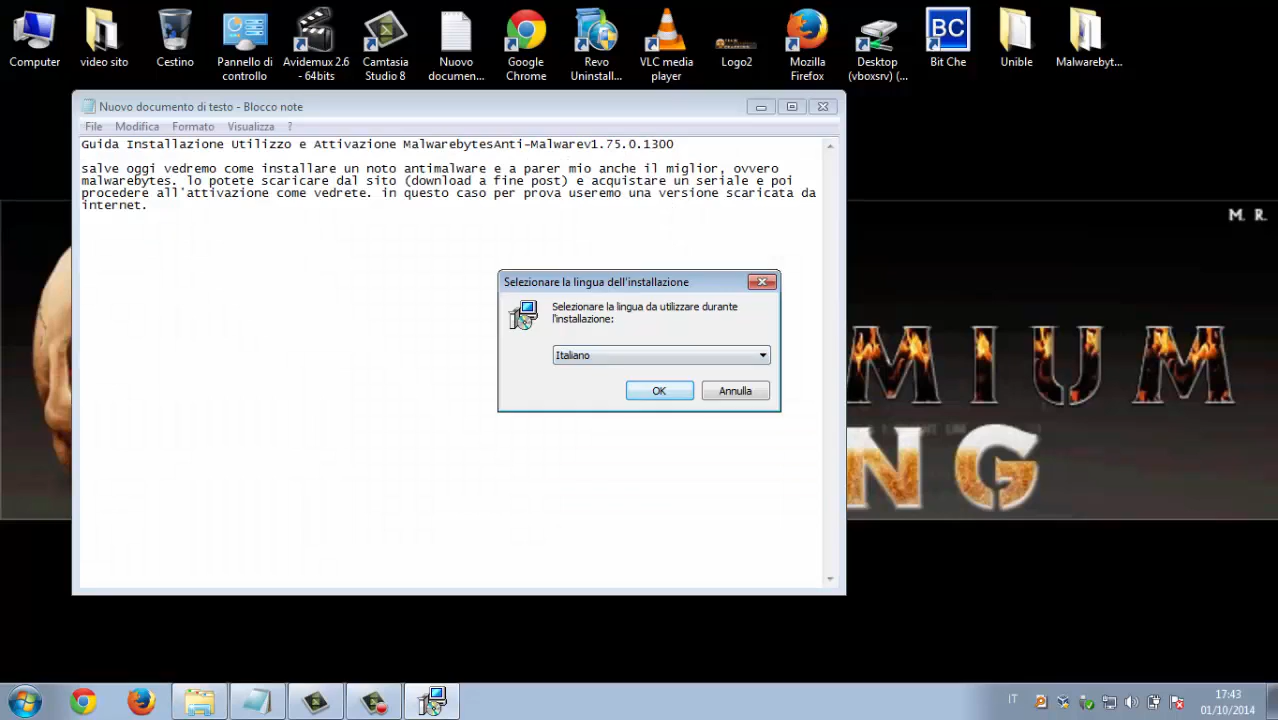 Computer
video sito
Cestino
Pannello di
controllo
Avidemux 2.6
- 64bits
Camtasia
Studio 8
Nuovo
documen...
Google
Chrome
Revo
Uninstall...
VLC media
player
Logo2
Mozilla
Firefox
Desktop
(vboxsrv) (...
BC
Bit Che
Unible
Malwarebyt...
Nuovo documento di testo - Blocco note
File Modifica Formato Visualizza ?
Guida Installazione Utilizzo e Attivazione MalwarebytesAnti-Malwarev1.75.0.1300
salve oggi vedremo come installare un noto antimalware e a parer mio anche il miglior, ovvero
malwarebytes. lo potete scaricare dal sito (download a fine post) e acquistare un seriale e poi
procedere all'attivazione come vedrete. in questo caso per prova useremo una versione scaricata da
internet.
M. R.
Selezionare la lingua dell'installazione
Selezionare la lingua da utilizzare durante
l'installazione:
Italiano
OK Annulla
MIUM
NG
IT
17:43
01/10/2014